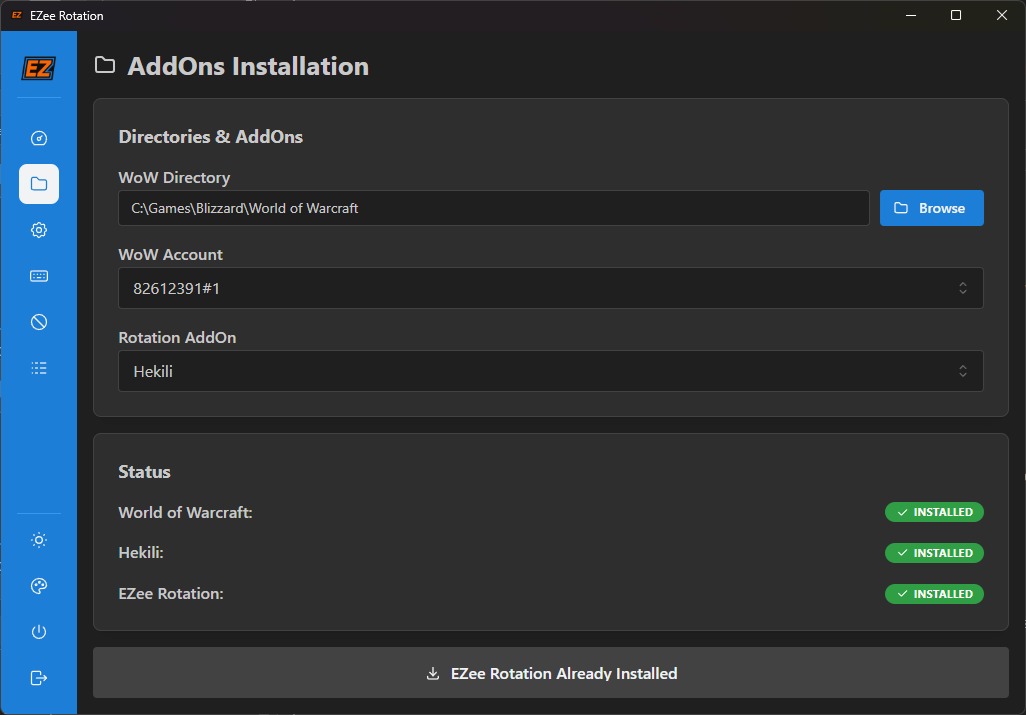 EZ EZee Rotation
EZ
AddOns Installation
Directories & AddOns
WoW Directory
C:\Games\Blizzard\World of Warcraft
Browse
WoW Account
82612391#1
Rotation AddOn
Hekili
Status
World of Warcraft:
INSTALLED
Hekili:
INSTALLED
EZee Rotation:
INSTALLED
EZee Rotation Already Installed